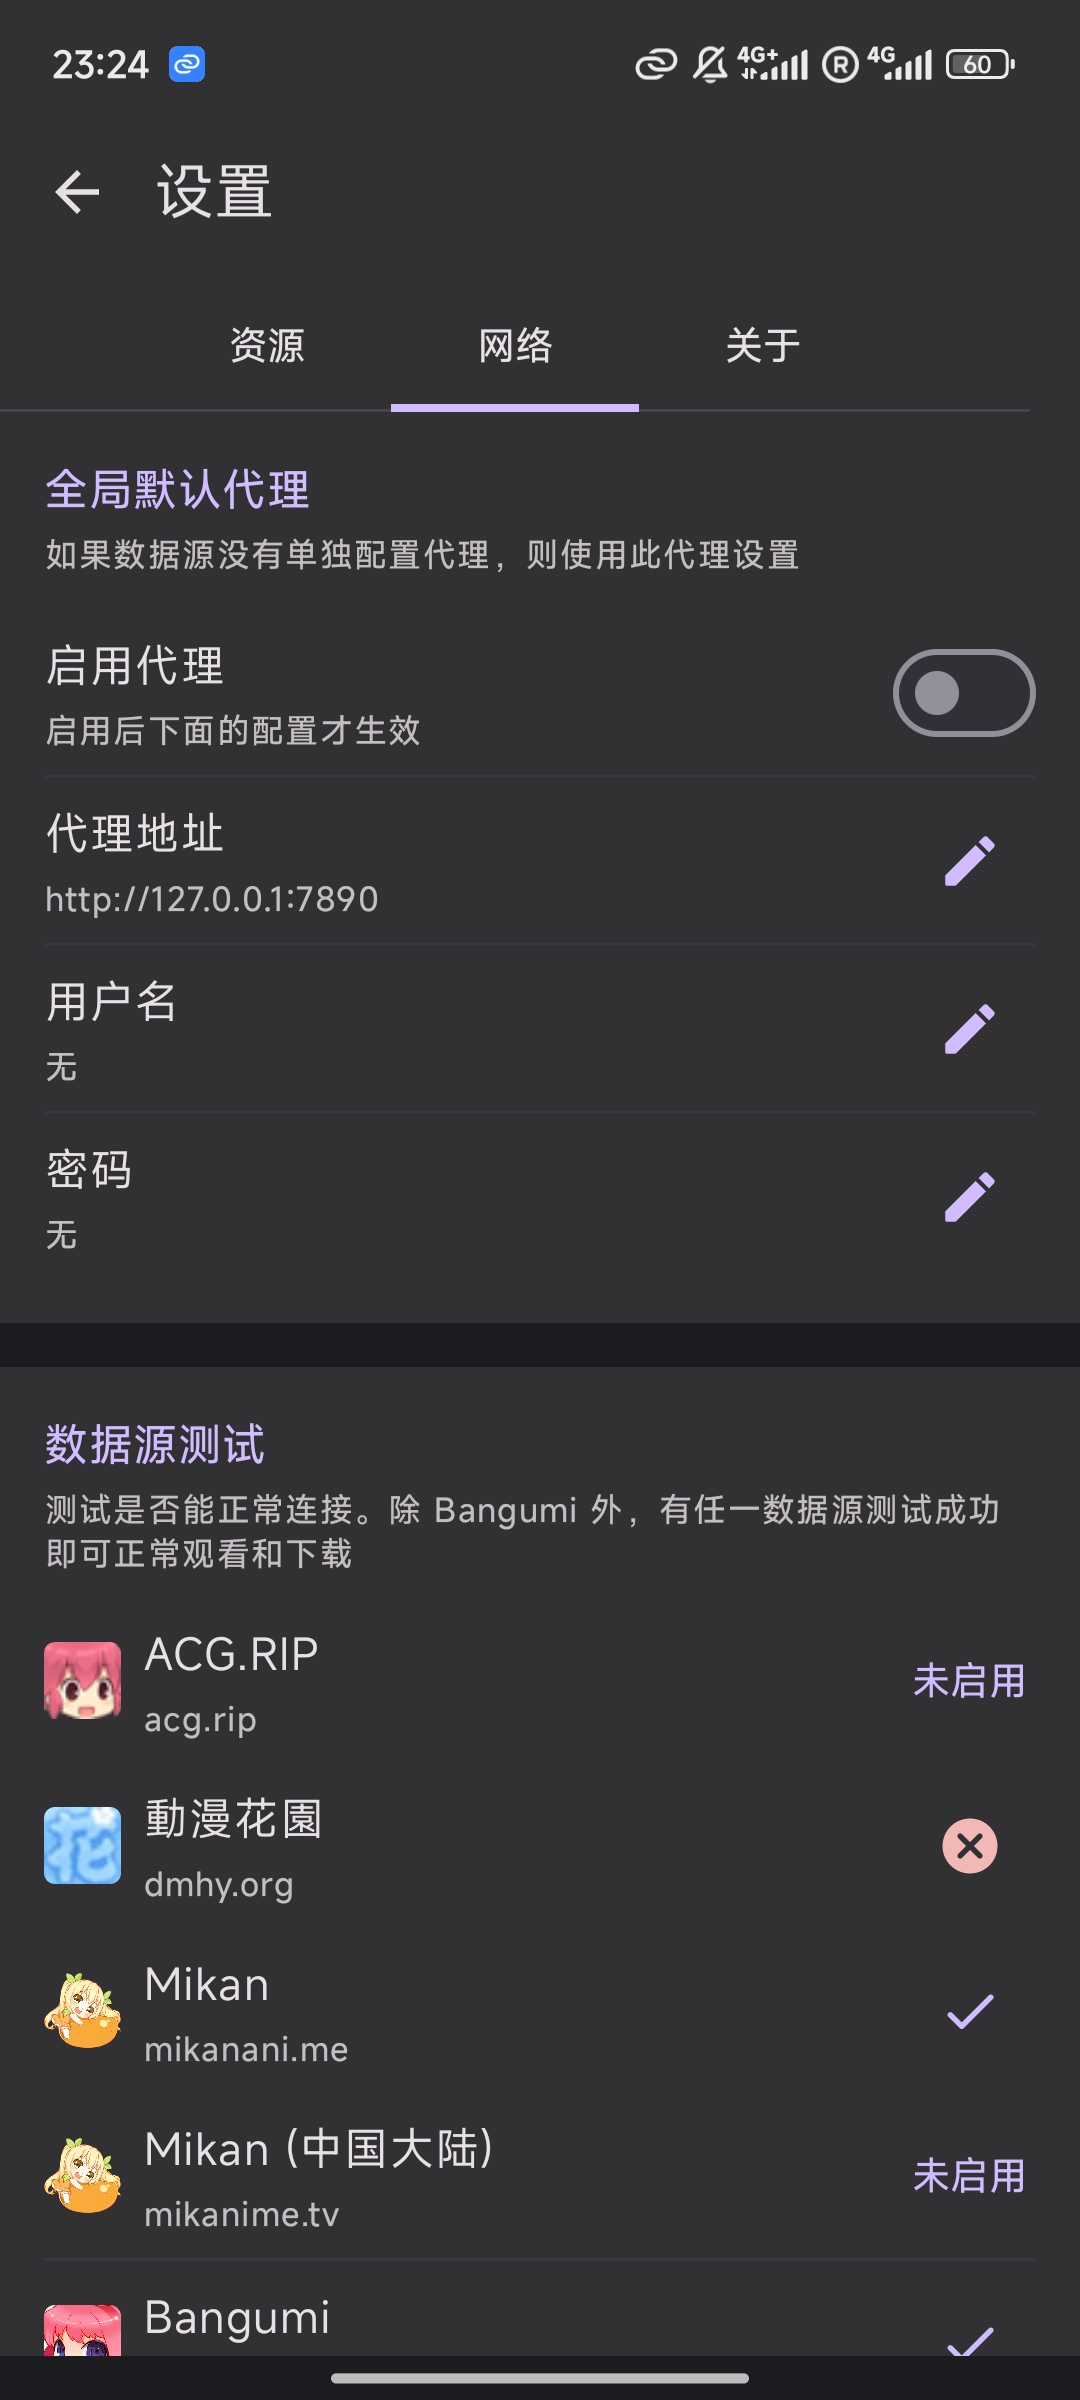 23:24
4G+ R 4G 60
设置
资源 网络 关于
全局默认代理
如果数据源没有单独配置代理，则使用此代理设置
启用代理
启用后下面的配置才生效
代理地址
http://127.0.0.1:7890
用户名
无
密码
无
数据源测试
测试是否能正常连接。除 Bangumi 外，有任一数据源测试成功
即可正常观看和下载
ACG.RIP
acg.rip
未启用
花
動漫花園
dmhy.org
Mikan
mikanani.me
Mikan (中国大陆)
mikanime.tv
未启用
Bangumi